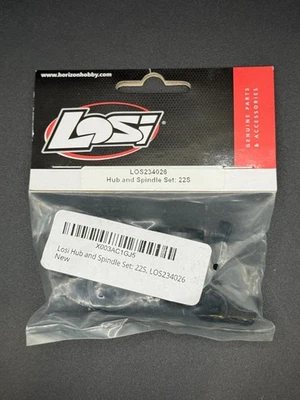 www.horizonhobby.com
LOSI
GENUINE PARTS
& ACCESSORIES
LOS234026
Hub and Spindle Set: 22S
X003AC1GJ5
Losi Hub and Spindle Set; 22S, LOS234026
New